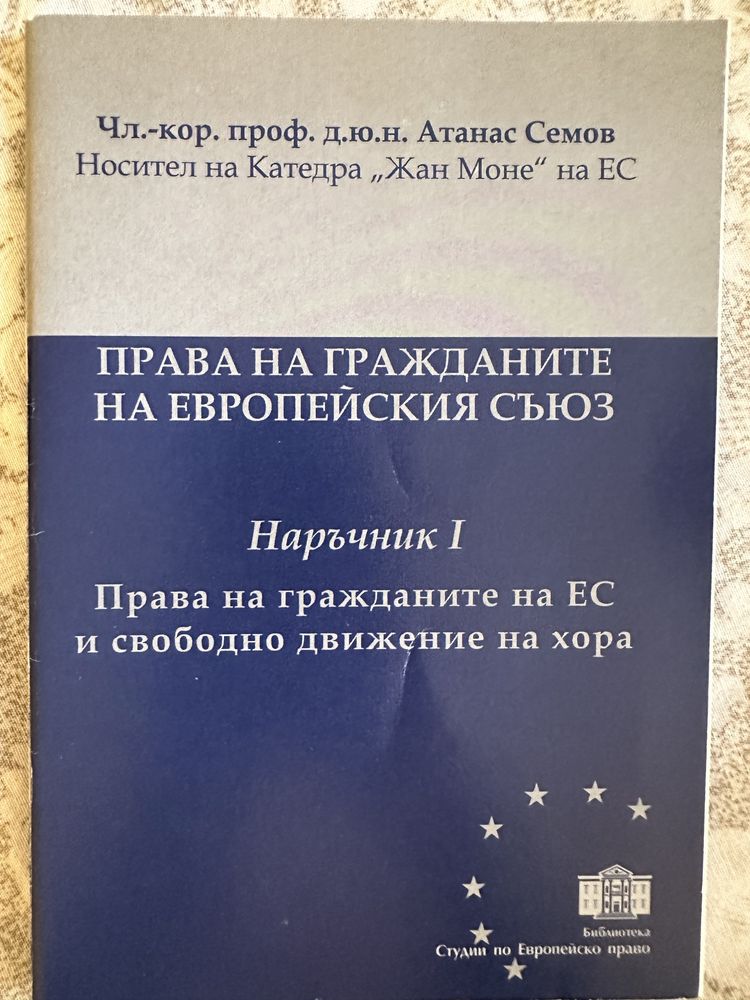 Чл.-кор. проф. д.ю.н. Атанас Семов
Носител на Катедра „Жан Моне“ на ЕС
ПРАВА НА ГРАЖДАНИТЕ
НА ЕВРОПЕЙСКИЯ СЪЮЗ
Наръчник I
Права на гражданите на ЕС
и свободно движение на хора
Библиотека
Студии по Европейско право